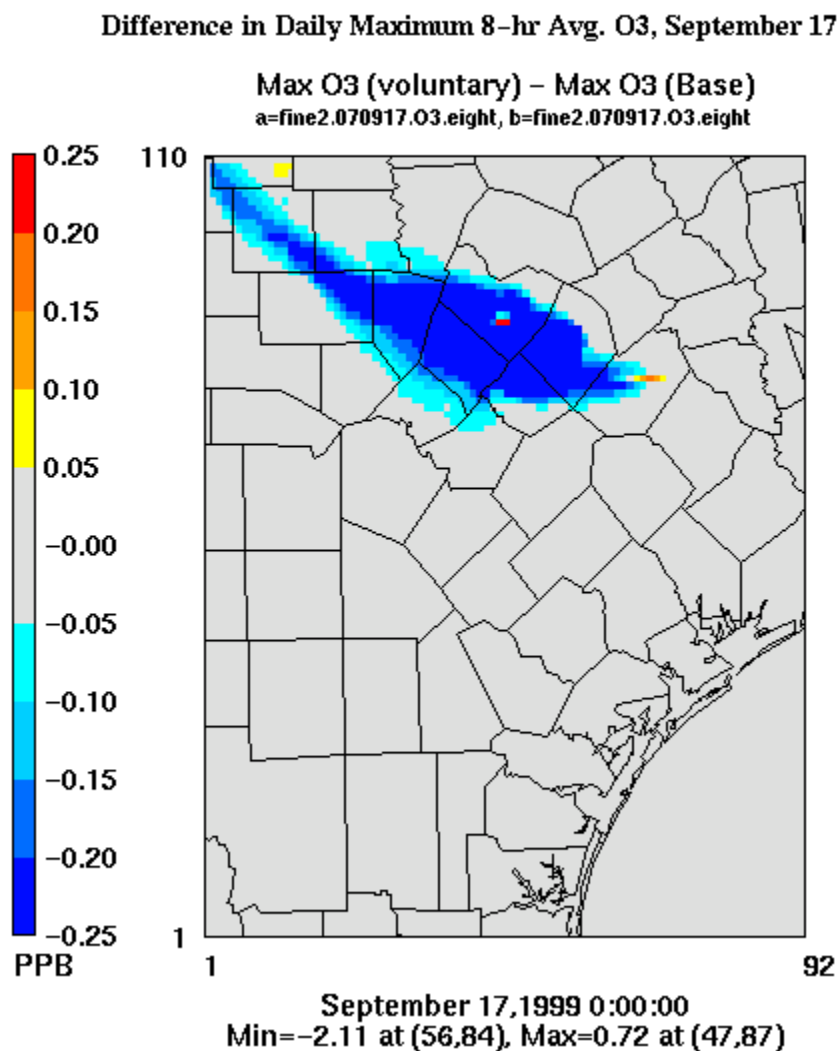 Difference in Daily Maximum 8-hr Avg. O3, September 17
Max O3 (voluntary) - Max O3 (Base)
a=fine2.070917.O3.eight, b=fine2.070917.O3.eight
0.25
0.20
0.15
0.10
0.05
-0.00
-0.05
-0.10
-0.15
-0.20
-0.25
PPB
110
1
1
92
September 17,1999 0:00:00
Min=-2.11 at (56,84), Max=0.72 at (47,87)